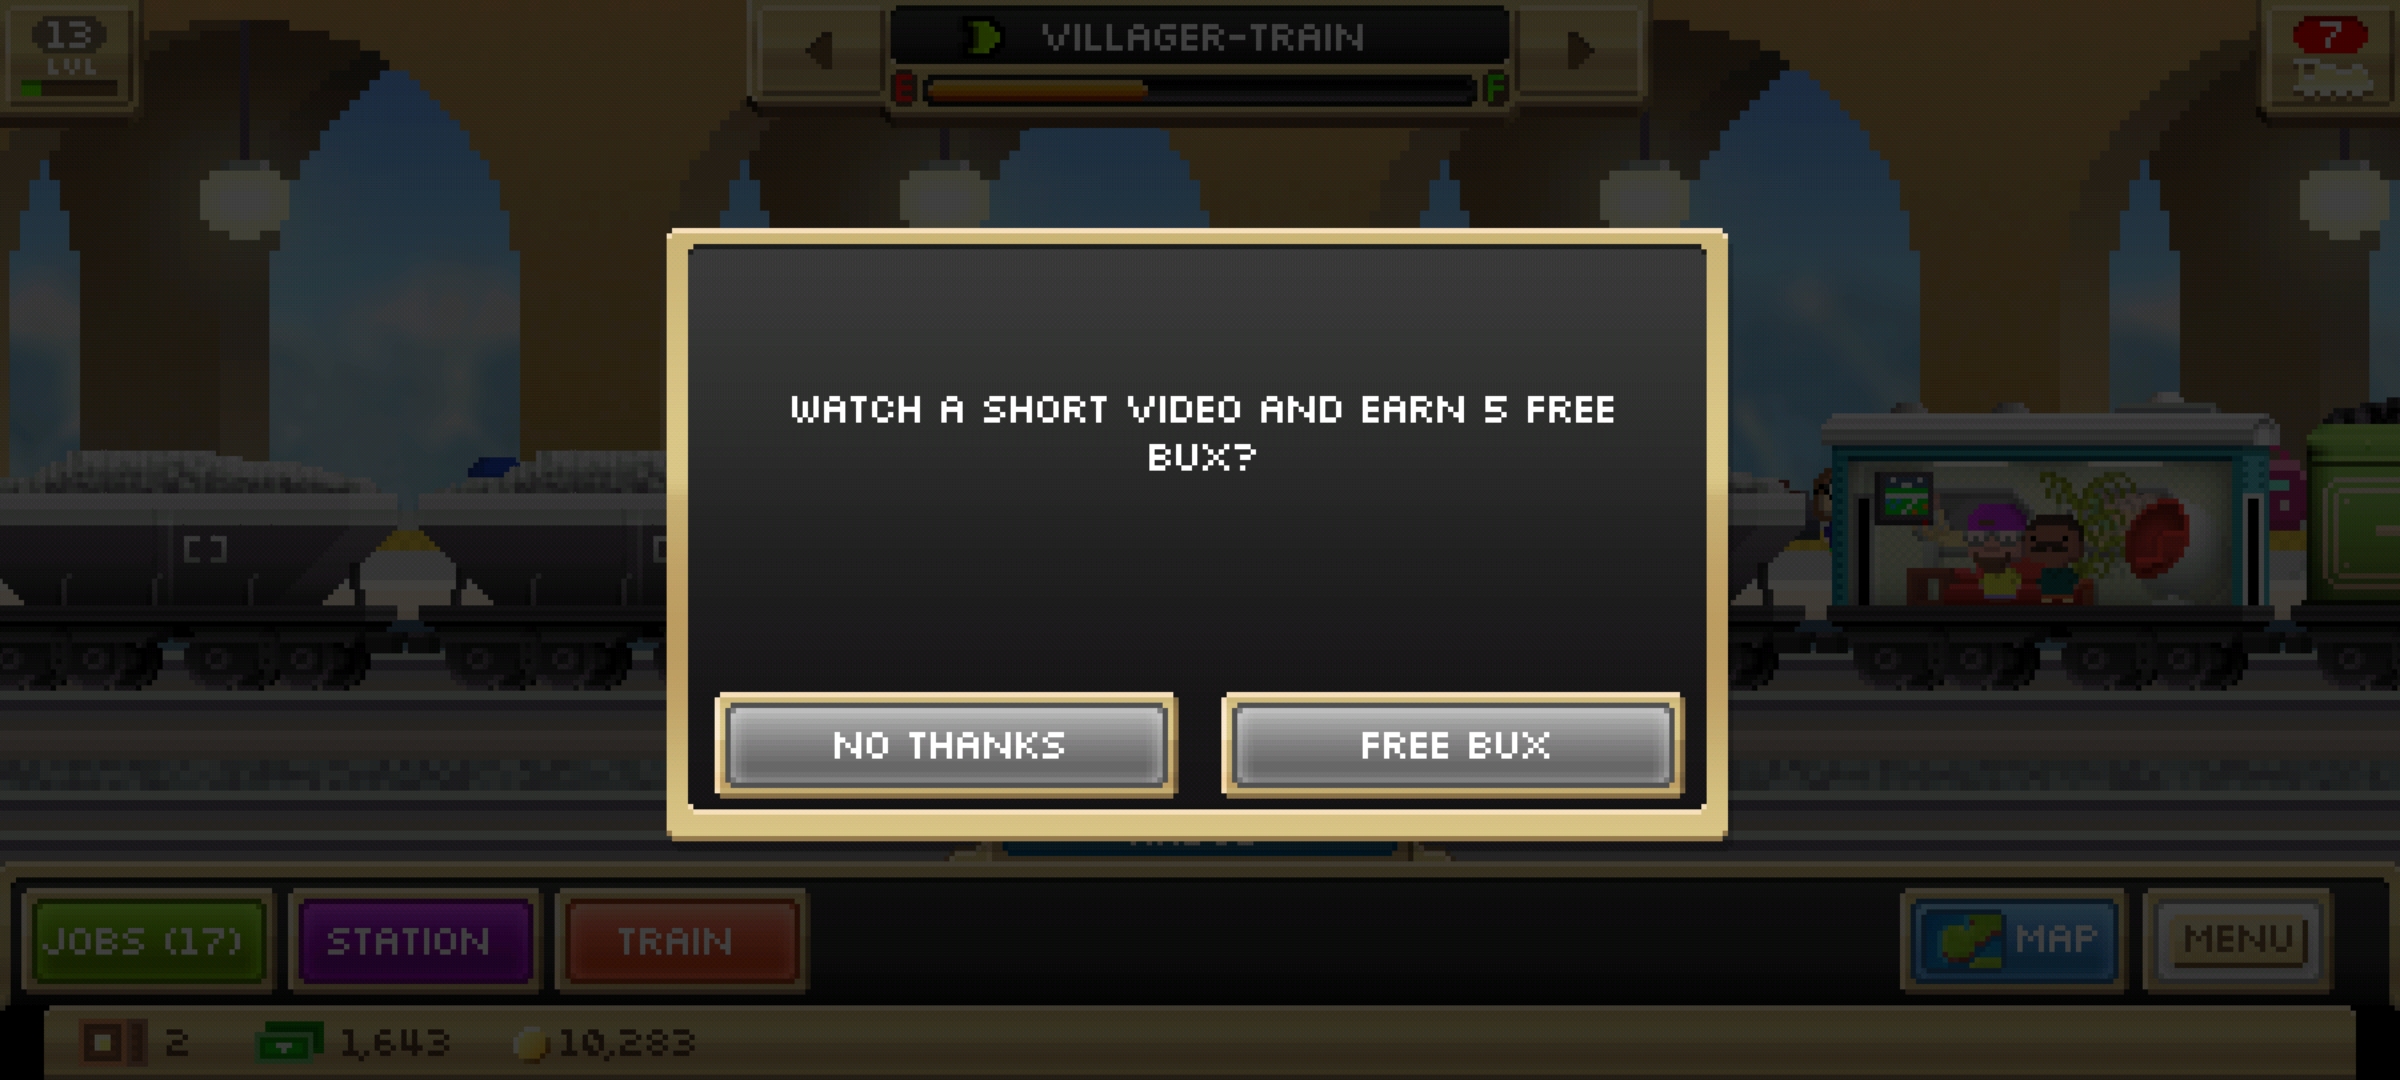 13
LVL
VILLAGER-TRAIN
E
F
7
WATCH A SHORT VIDEO AND EARN 5 FREE
BUX?
NO THANKS
FREE BUX
JOBS (17)
STATION
TRAIN
MAP
MENU
2
1,643
10,283